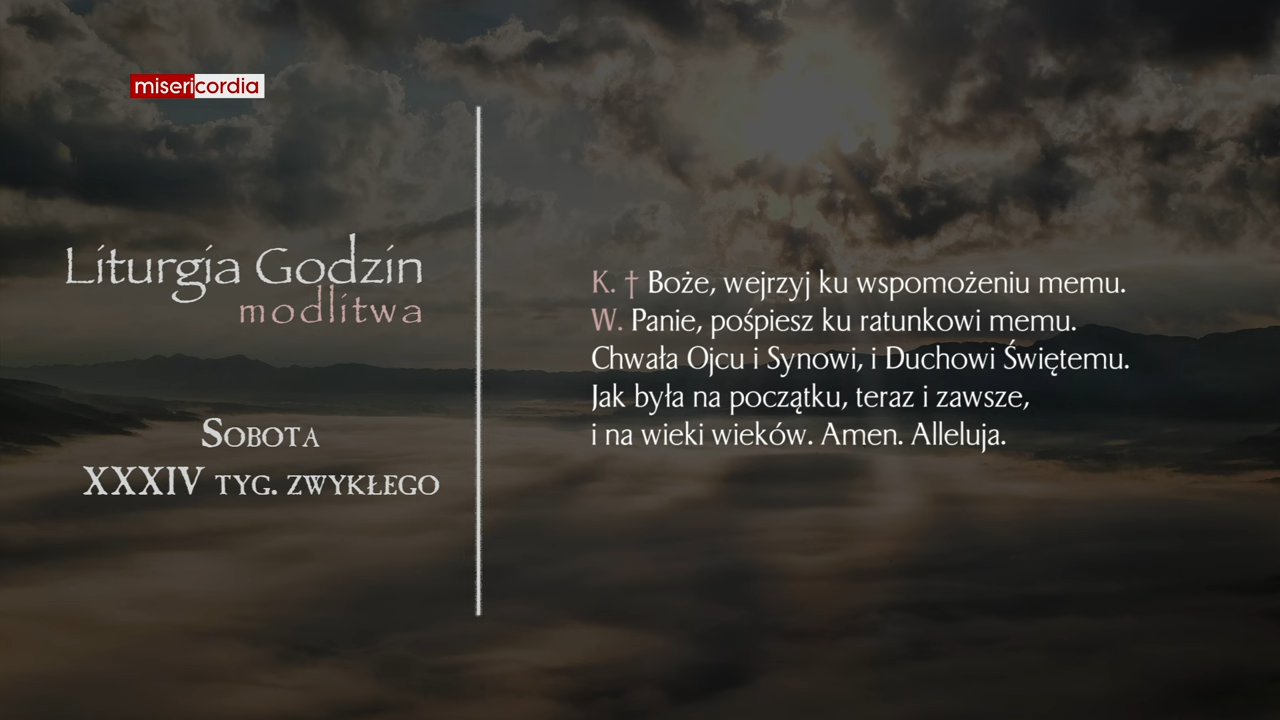 misericordia
Liturgia Godzin
modlitwa
Sobota
XXXIV tyg. zwykłego
K. † Boże, wejrzyj ku wspomożeniu memu.
W. Panie, pośpiesz ku ratunkowi memu.
Chwała Ojcu i Synowi, i Duchowi Świętemu.
Jak była na początku, teraz i zawsze,
i na wieki wieków. Amen. Alleluja.